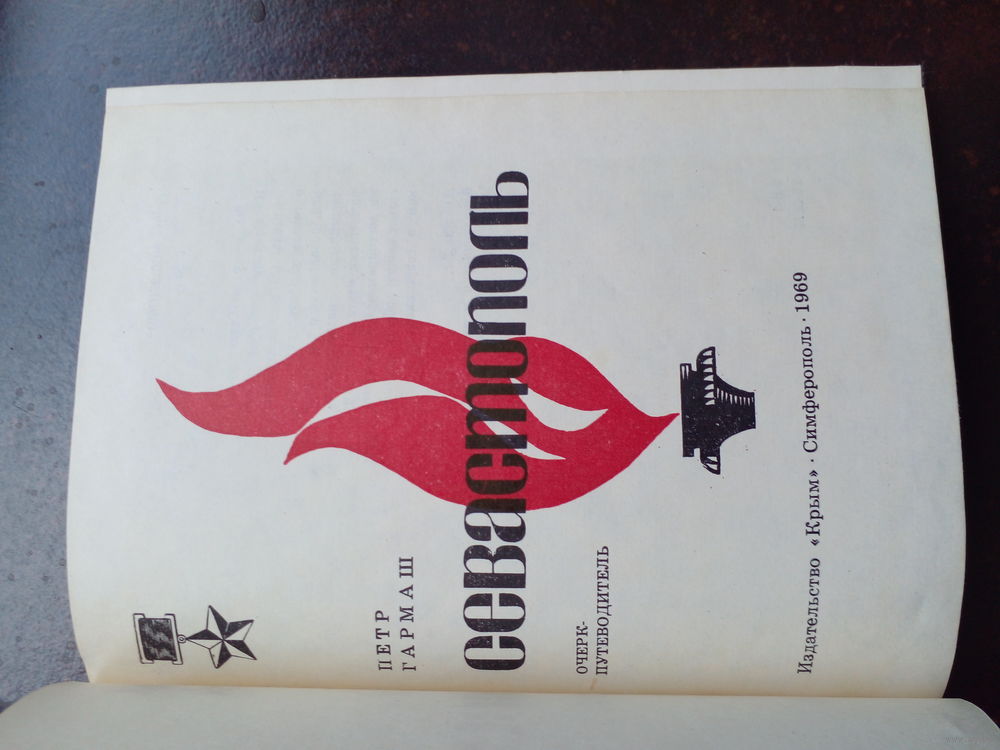 ПЕТР
ГАРМАШ
севастополь
ОЧЕРК-
ПУТЕВОДИТЕЛЬ
Издательство «Крым» · Симферополь · 1969